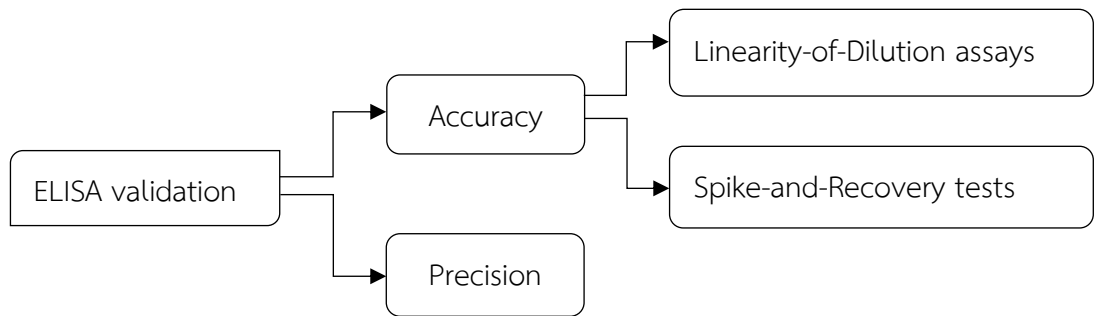 Linearity-of-Dilution assays
Accuracy
ELISA validation
Spike-and-Recovery tests
Precision